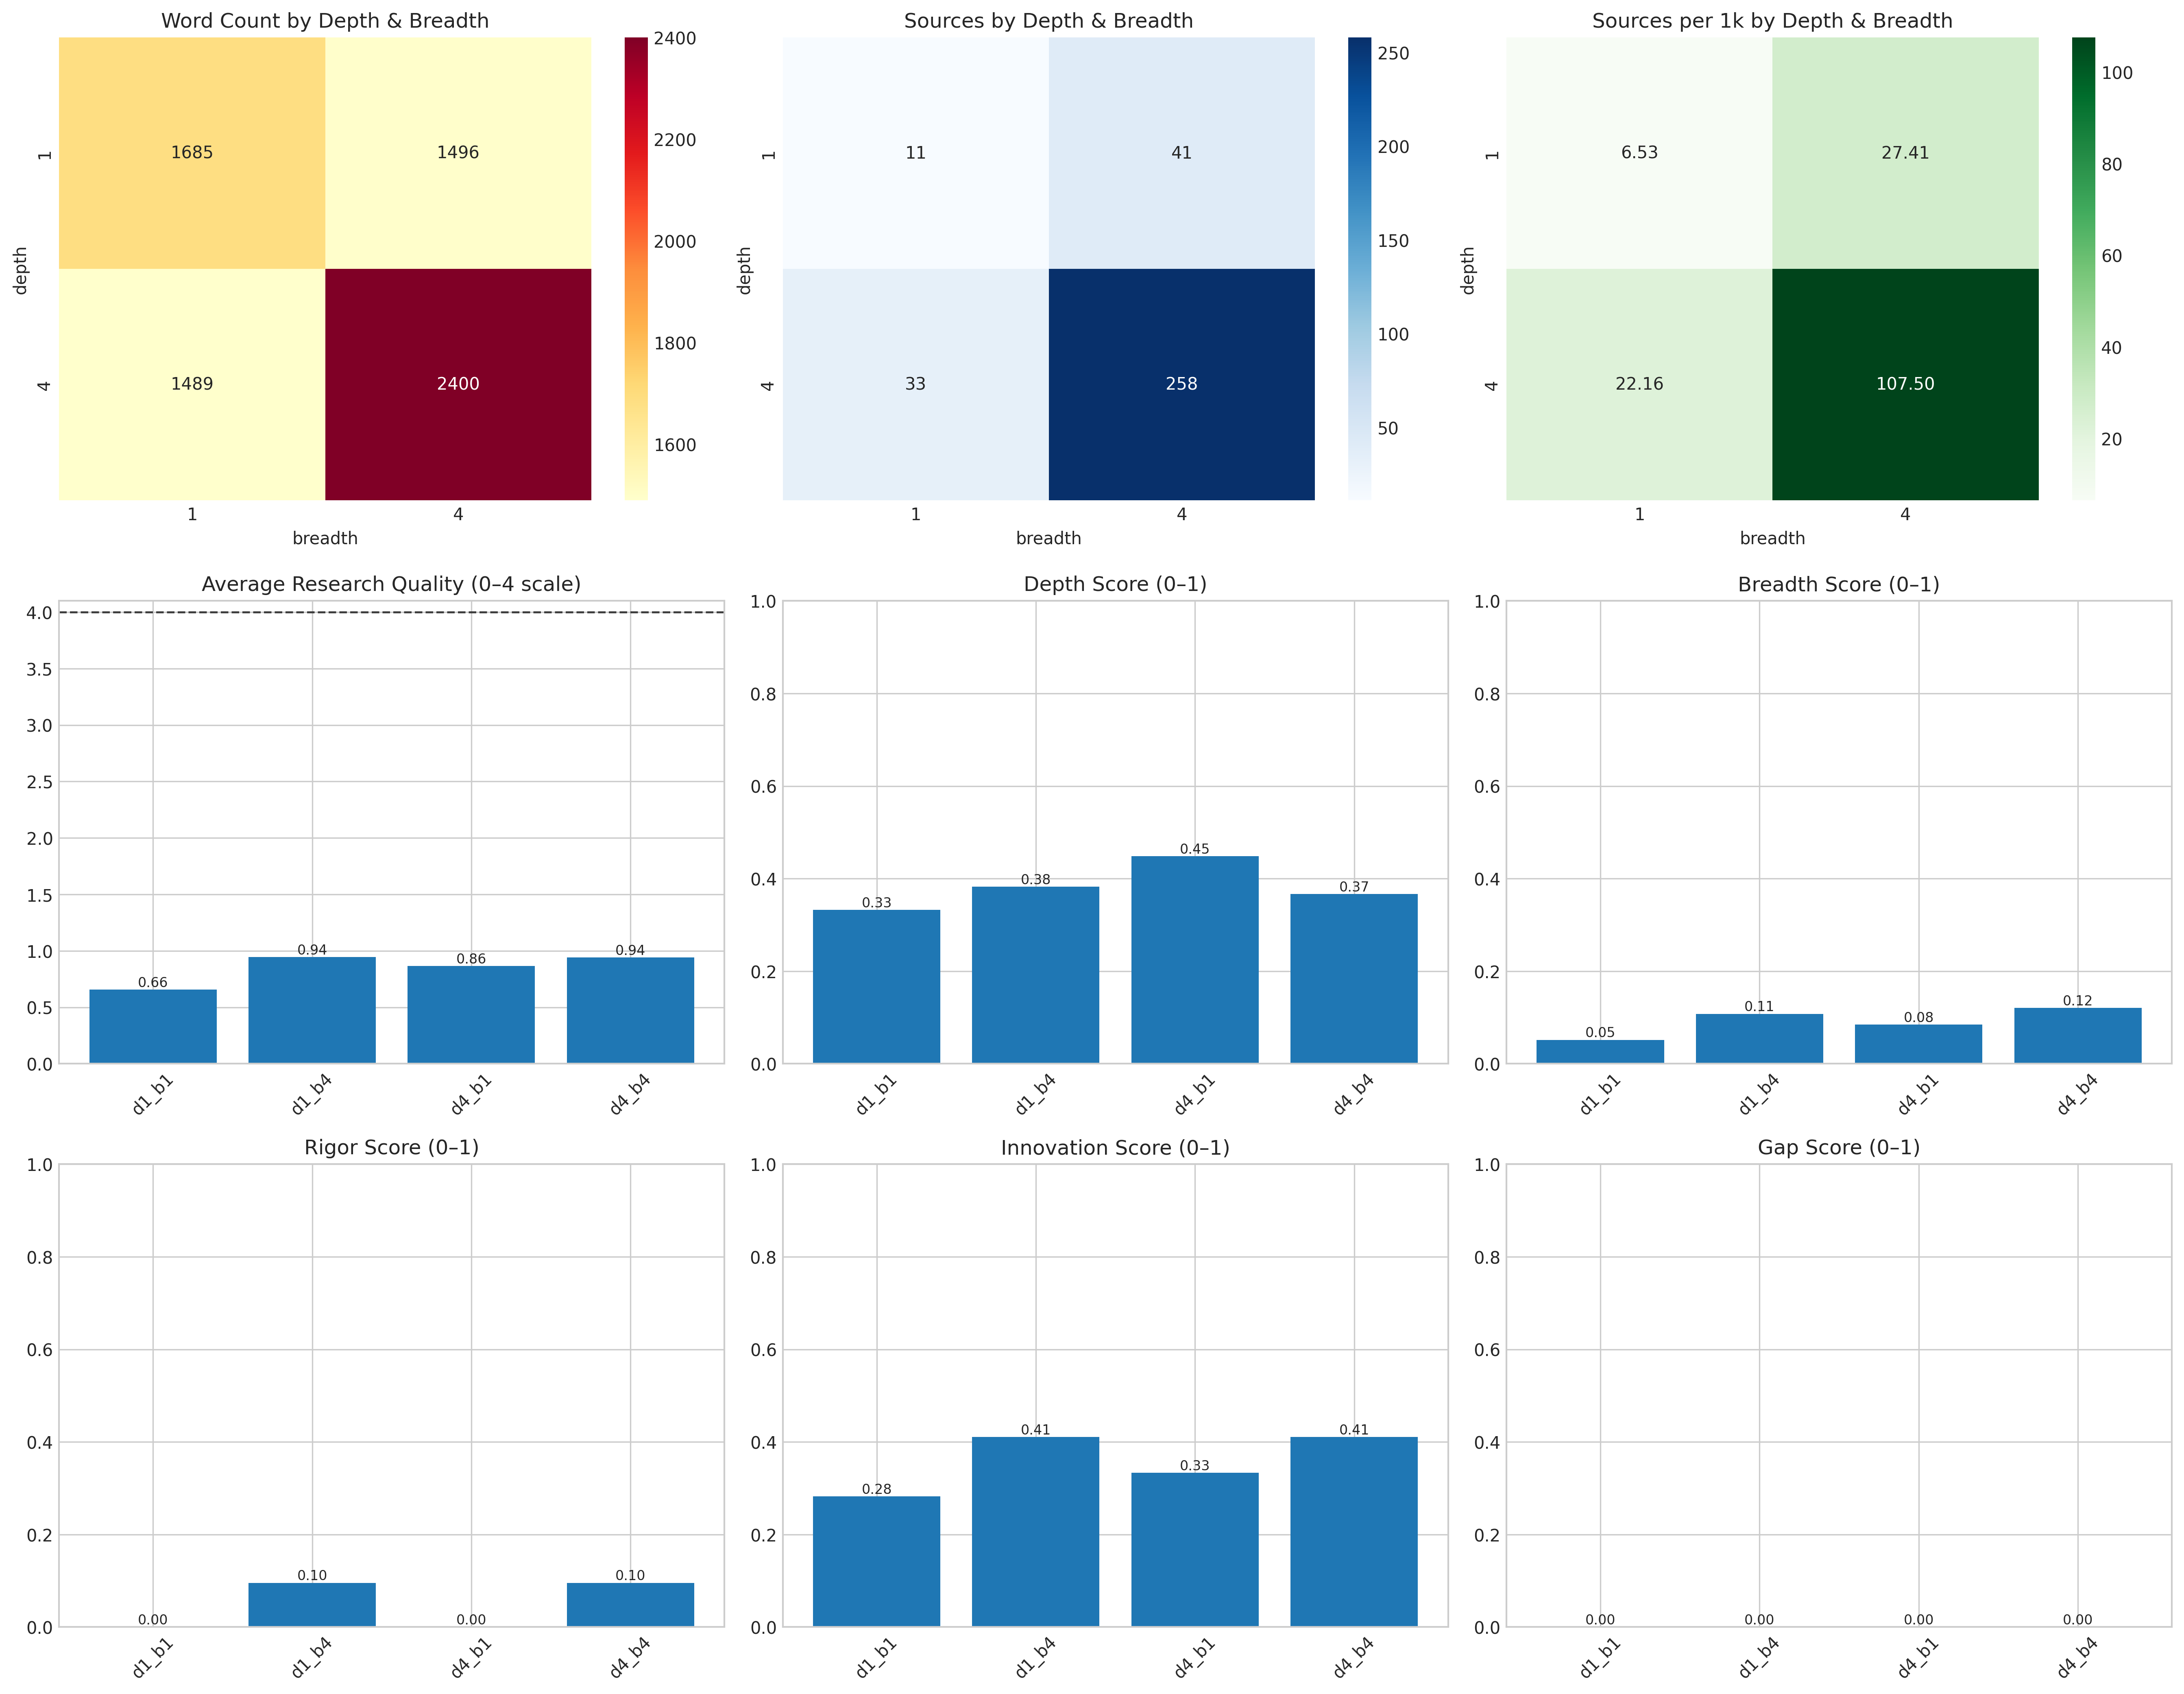 Word Count by Depth & Breadth
2400
2200
2000
1800
1600
1685
1496
1489
2400
1
4
depth
1
4
breadth
Sources by Depth & Breadth
250
200
150
100
50
11
41
33
258
1
4
depth
1
4
breadth
Sources per 1k by Depth & Breadth
100
80
60
40
20
6.53
27.41
22.16
107.50
1
4
depth
1
4
breadth
Average Research Quality (0–4 scale)
4.0
3.5
3.0
2.5
2.0
1.5
1.0
0.5
0.0
0.66
0.94
0.86
0.94
d1_b1
d1_b4
d4_b1
d4_b4
Depth Score (0–1)
1.0
0.8
0.6
0.4
0.2
0.0
0.33
0.38
0.45
0.37
d1_b1
d1_b4
d4_b1
d4_b4
Breadth Score (0–1)
1.0
0.8
0.6
0.4
0.2
0.0
0.05
0.11
0.08
0.12
d1_b1
d1_b4
d4_b1
d4_b4
Rigor Score (0–1)
1.0
0.8
0.6
0.4
0.2
0.0
0.00
0.10
0.00
0.10
d1_b1
d1_b4
d4_b1
d4_b4
Innovation Score (0–1)
1.0
0.8
0.6
0.4
0.2
0.0
0.28
0.41
0.33
0.41
d1_b1
d1_b4
d4_b1
d4_b4
Gap Score (0–1)
1.0
0.8
0.6
0.4
0.2
0.0
0.00
0.00
0.00
0.00
d1_b1
d1_b4
d4_b1
d4_b4